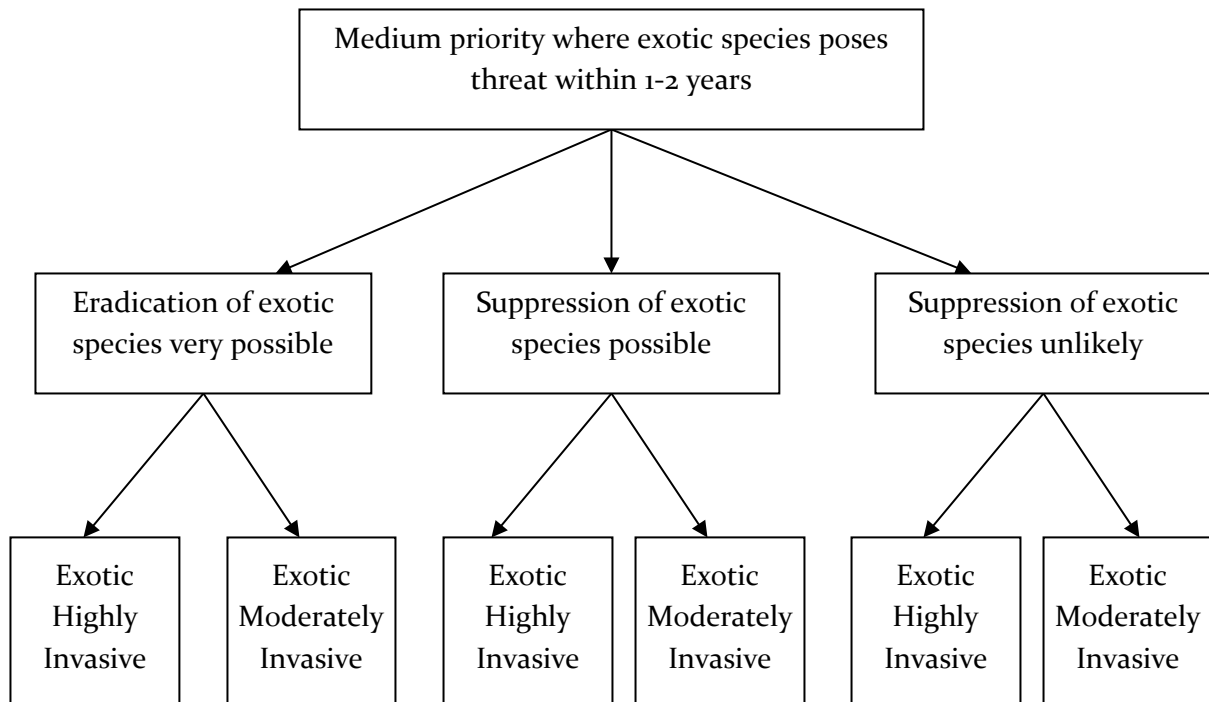 Medium priority where exotic species poses
threat within 1-2 years
Eradication of exotic
species very possible
Suppression of exotic
species possible
Suppression of exotic
species unlikely
Exotic
Highly
Invasive
Exotic
Moderately
Invasive
Exotic
Highly
Invasive
Exotic
Moderately
Invasive
Exotic
Highly
Invasive
Exotic
Moderately
Invasive